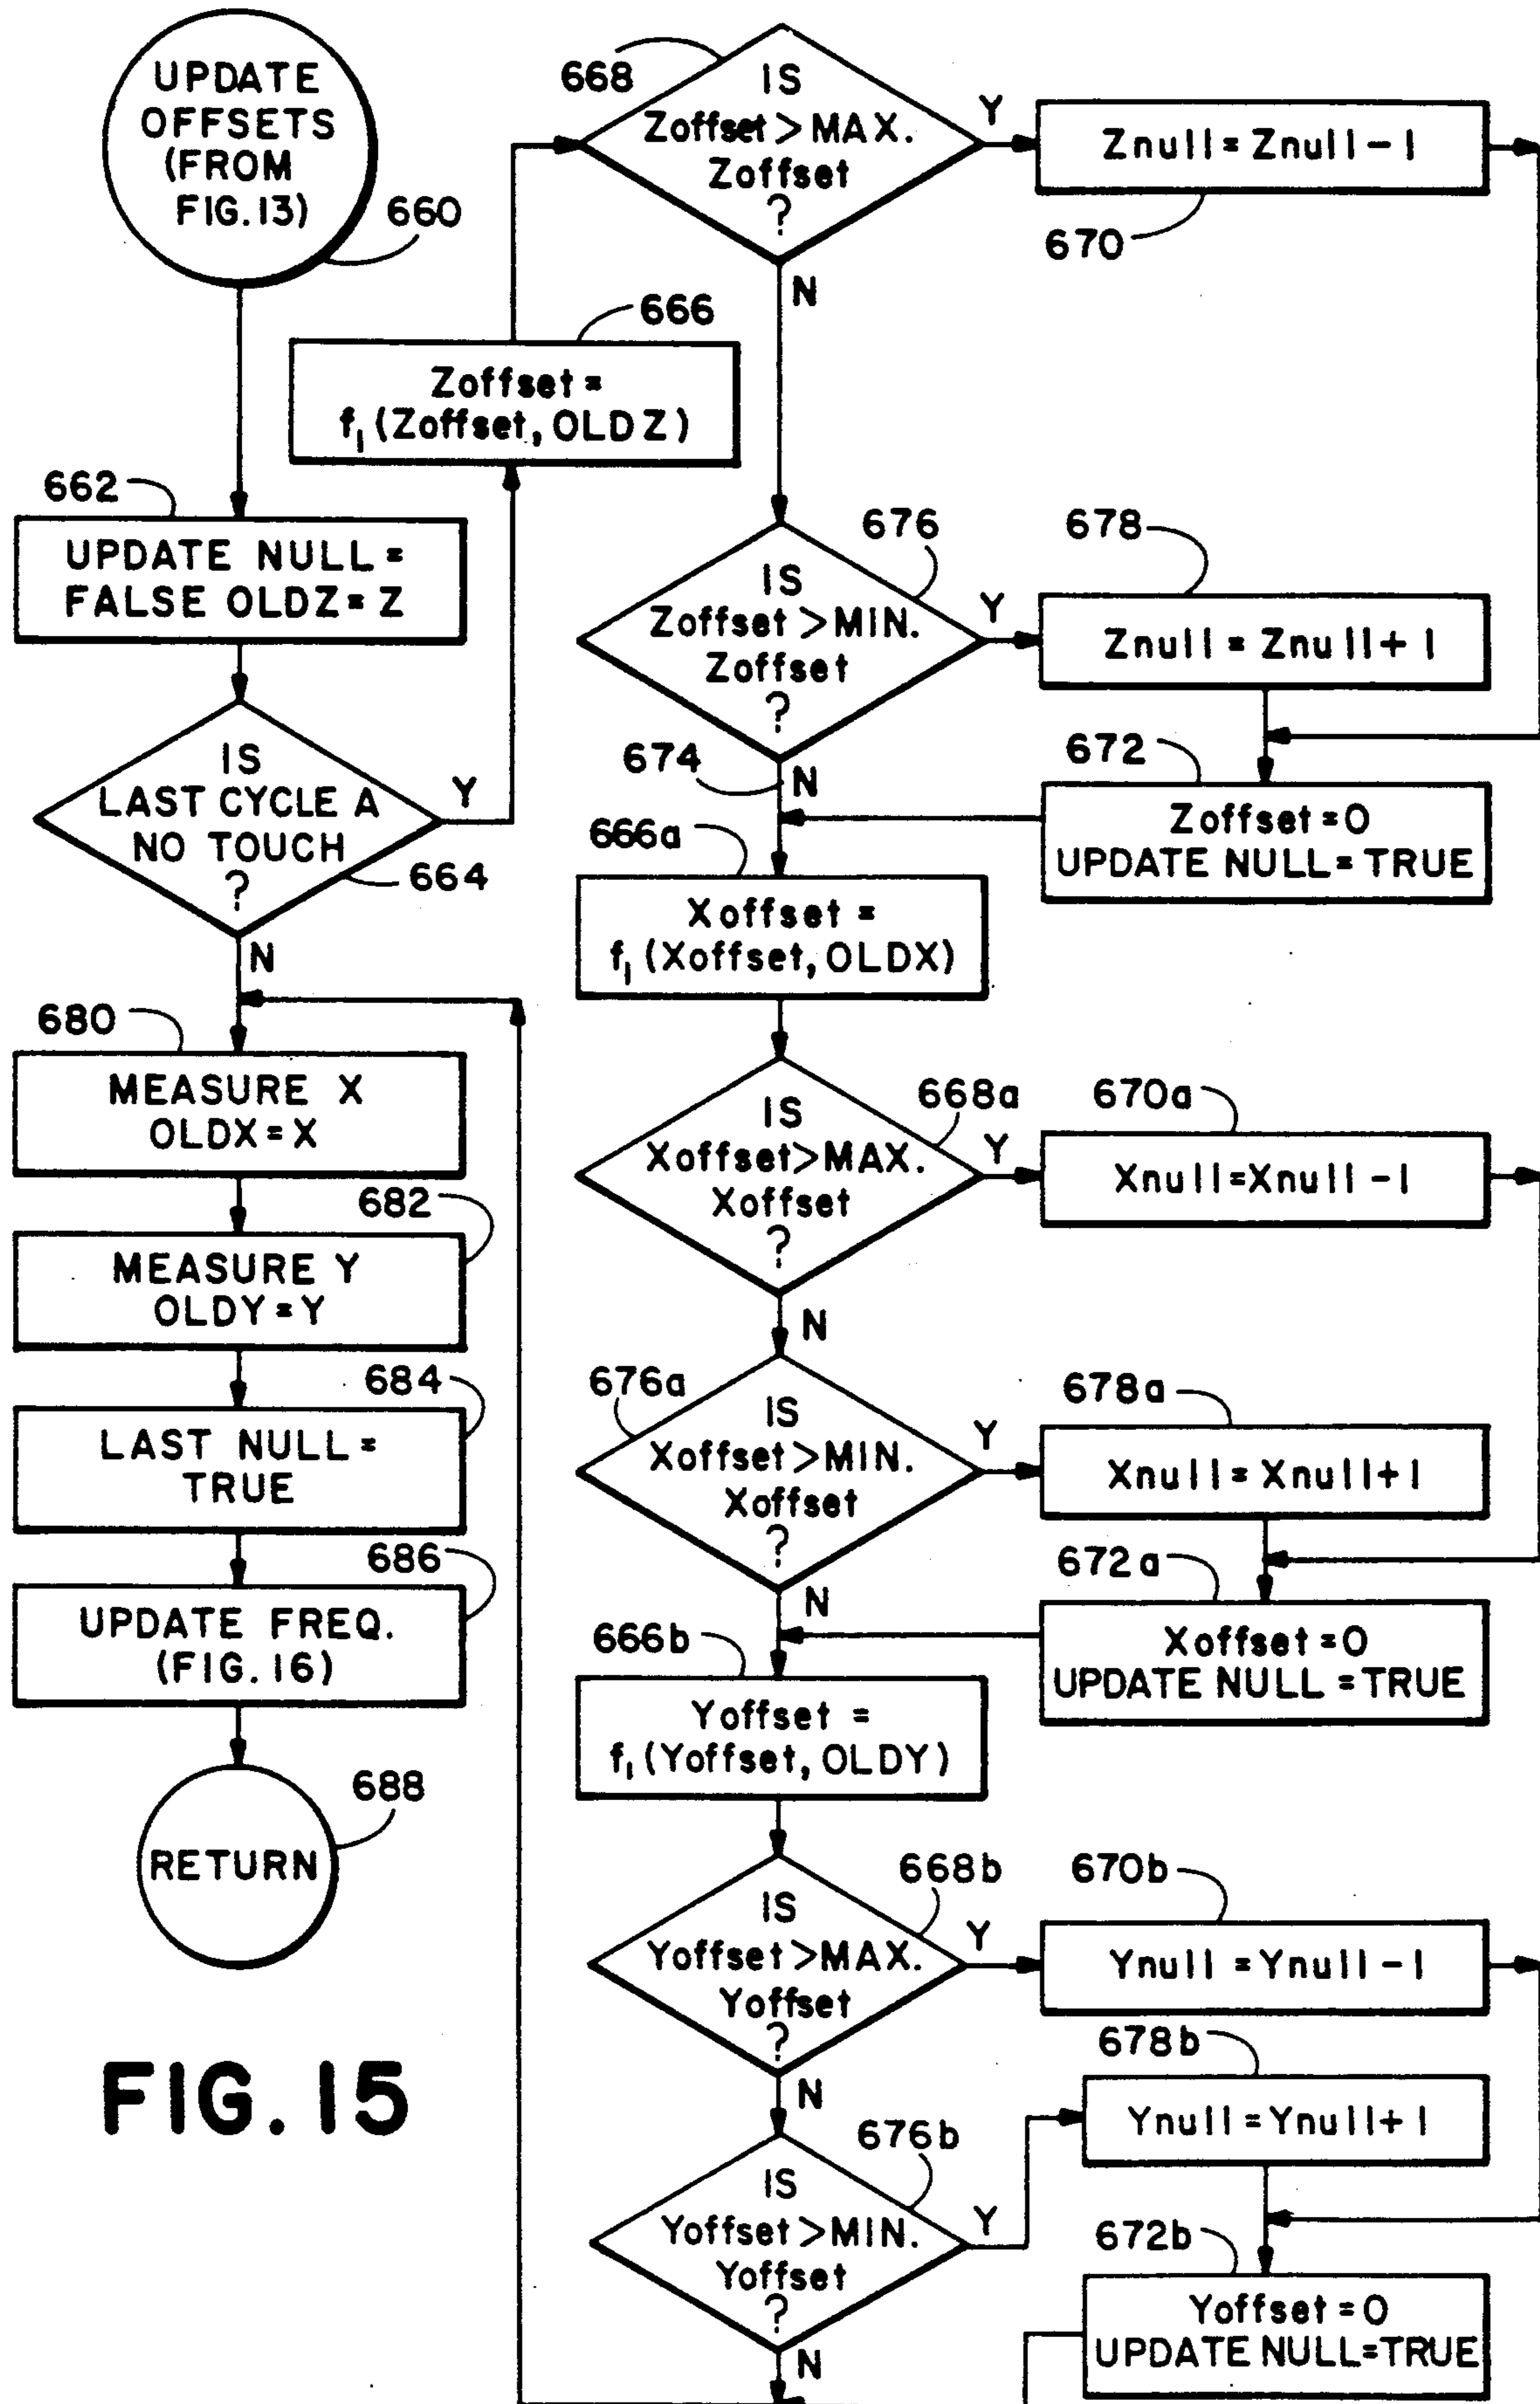 UPDATE
OFFSETS
(FROM
FIG. 13)
660
662
UPDATE NULL =
FALSE OLDZ = Z
IS
LAST CYCLE A
NO TOUCH
?
664
Y
N
666
Zoffset =
f₁ (Zoffset, OLDZ)
668
IS
Zoffset > MAX.
Zoffset
?
Y
N
Znull = Znull - 1
670
676
IS
Zoffset > MIN.
Zoffset
?
Y
674
N
678
Znull = Znull + 1
672
Zoffset = 0
UPDATE NULL = TRUE
666a
Xoffset =
f₁ (Xoffset, OLDX)
668a
IS
Xoffset > MAX.
Xoffset
?
Y
N
670a
Xnull = Xnull - 1
676a
IS
Xoffset > MIN.
Xoffset
?
Y
N
678a
Xnull = Xnull + 1
672a
Xoffset = 0
UPDATE NULL = TRUE
666b
Yoffset =
f₁ (Yoffset, OLDY)
668b
IS
Yoffset > MAX.
Yoffset
?
Y
N
670b
Ynull = Ynull - 1
676b
IS
Yoffset > MIN.
Yoffset
?
Y
N
678b
Ynull = Ynull + 1
672b
Yoffset = 0
UPDATE NULL = TRUE
680
MEASURE X
OLDX = X
682
MEASURE Y
OLDY = Y
684
LAST NULL =
TRUE
686
UPDATE FREQ.
(FIG. 16)
688
RETURN
FIG. 15